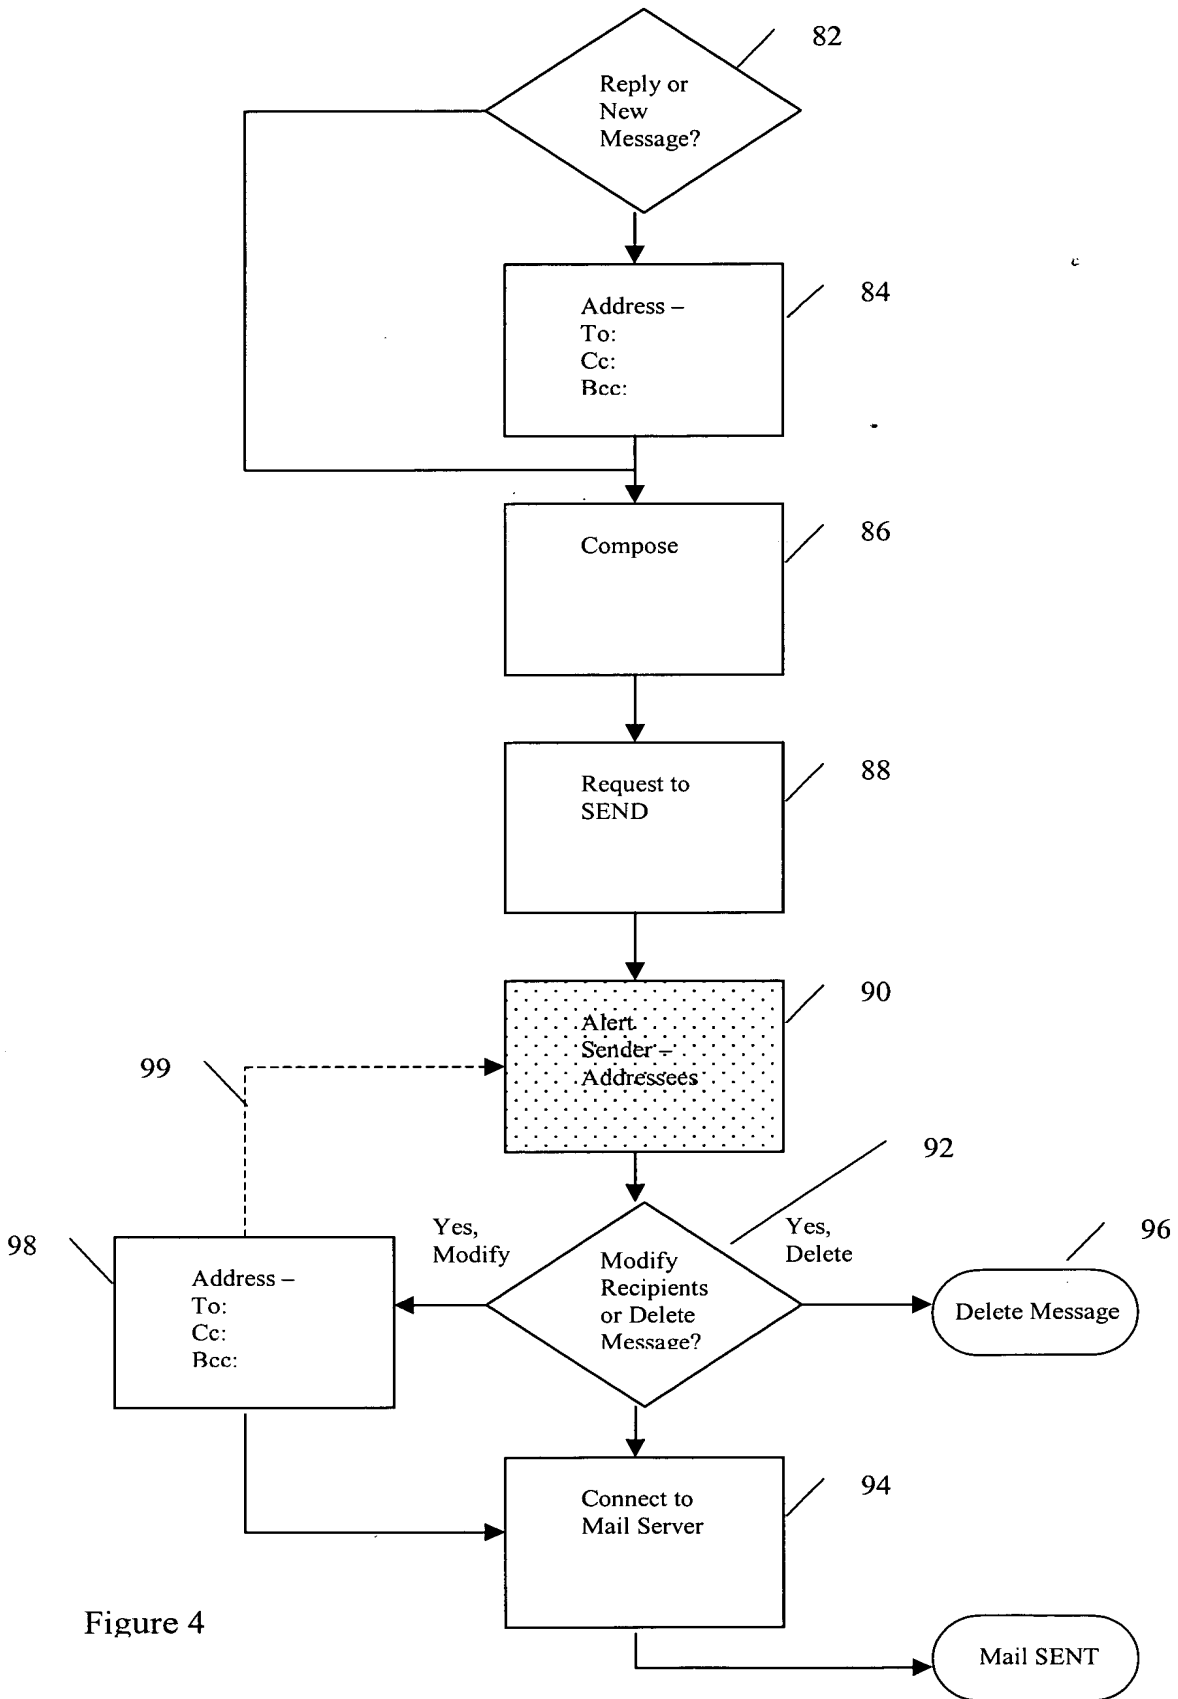 82
Reply or
New
Message?
84
Address –
To:
Cc:
Bcc:
86
Compose
88
Request to
SEND
90
Alert
Sender –
Addressees
99
92
Yes,
Modify
Yes,
Delete
96
98
Address –
To:
Cc:
Bcc:
Modify
Recipients
or Delete
Message?
Delete Message
94
Connect to
Mail Server
Figure 4
Mail SENT